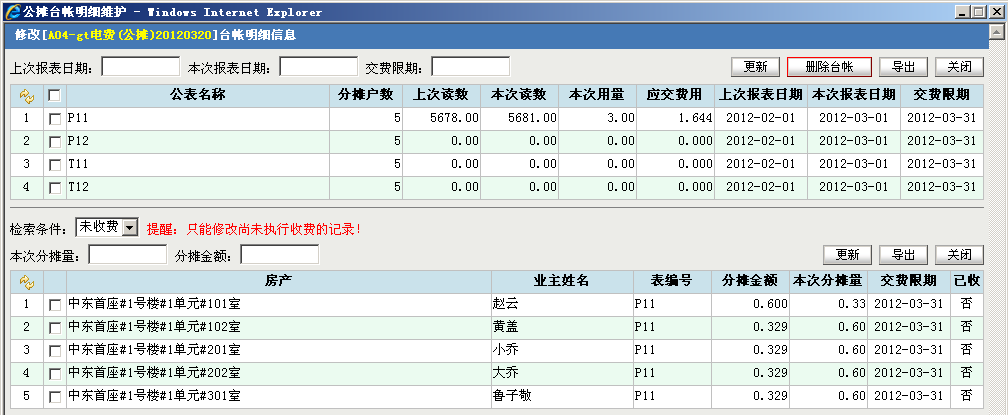 公摊台帐明细维护 - Windows Internet Explorer
修改[A04-gt电费(公摊)20120320]台帐明细信息
上次报表日期: 本次报表日期: 交费限期: 更新 删除台帐 导出 关闭
公表名称 分摊户数 上次读数 本次读数 本次用量 应交费用 上次报表日期 本次报表日期 交费限期
1 P11 5 5678.00 5681.00 3.00 1.644 2012-02-01 2012-03-01 2012-03-31
2 P12 5 0.00 0.00 0.00 0.000 2012-02-01 2012-03-01 2012-03-31
3 T11 5 0.00 0.00 0.00 0.000 2012-02-01 2012-03-01 2012-03-31
4 T12 5 0.00 0.00 0.00 0.000 2012-02-01 2012-03-01 2012-03-31
检索条件: 未收费 提醒: 只能修改尚未执行收费的记录!
本次分摊量: 分摊金额: 更新 导出 关闭
房产 业主姓名 表编号 分摊金额 本次分摊量 交费限期 已收
1 中东首座#1号楼#1单元#101室 赵云 P11 0.600 0.33 2012-03-31 否
2 中东首座#1号楼#1单元#102室 黄盖 P11 0.329 0.60 2012-03-31 否
3 中东首座#1号楼#1单元#201室 小乔 P11 0.329 0.60 2012-03-31 否
4 中东首座#1号楼#1单元#202室 大乔 P11 0.329 0.60 2012-03-31 否
5 中东首座#1号楼#1单元#301室 鲁子敬 P11 0.329 0.60 2012-03-31 否